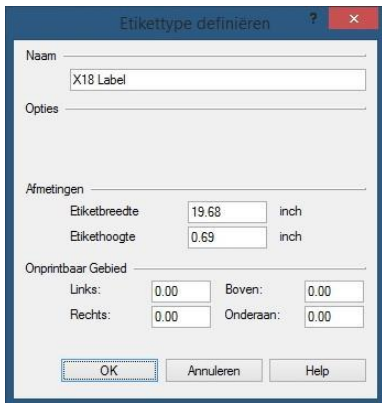 Etikettype definiëren ? ×
Naam
X18 Label
Opties
Afmetingen
Etiketbreedte 19.68 inch
Etikethoogte 0.69 inch
Onprintbaar Gebied
Links: 0.00 Boven: 0.00
Rechts: 0.00 Onderaan: 0.00
OK Annuleren Help